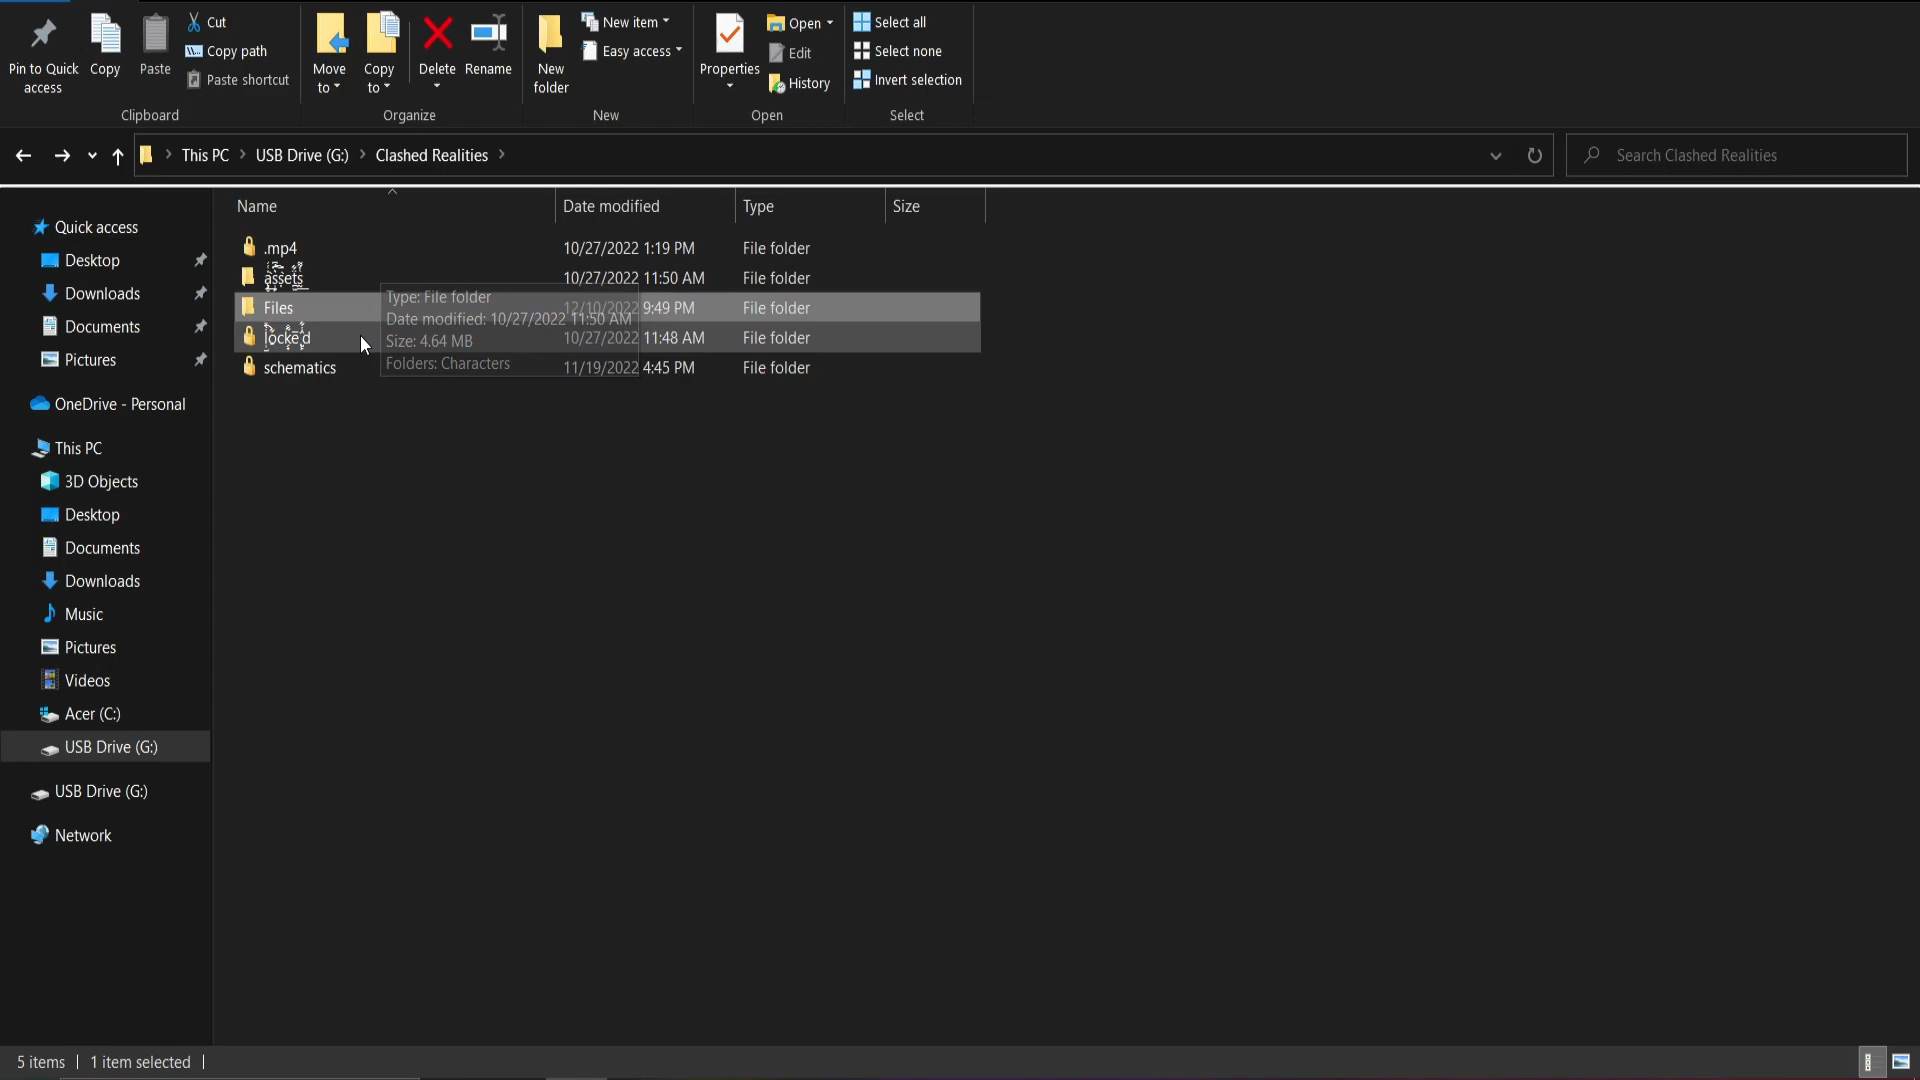 Pin to Quick access
Copy
Paste
Cut
Copy path
Paste shortcut
Clipboard
Move to
Copy to
Delete
Rename
Organize
New folder
New item
Easy access
New
Properties
Open
Edit
History
Open
Select all
Select none
Invert selection
Select
This PC
USB Drive (G:)
Clashed Realities
Search Clashed Realities
Name
Date modified
Type
Size
.mp4 10/27/2022 1:19 PM File folder
assets 10/27/2022 11:50 AM File folder
Files 12/10/2022 9:49 PM File folder
locked 10/27/2022 11:48 AM File folder
schematics 11/19/2022 4:45 PM File folder
Type: File folder
Date modified: 10/27/2022 11:50 AM
Size: 4.64 MB
Folders: Characters
Quick access
Desktop
Downloads
Documents
Pictures
OneDrive - Personal
This PC
3D Objects
Desktop
Documents
Downloads
Music
Pictures
Videos
Acer (C:)
USB Drive (G:)
USB Drive (G:)
Network
5 items
1 item selected